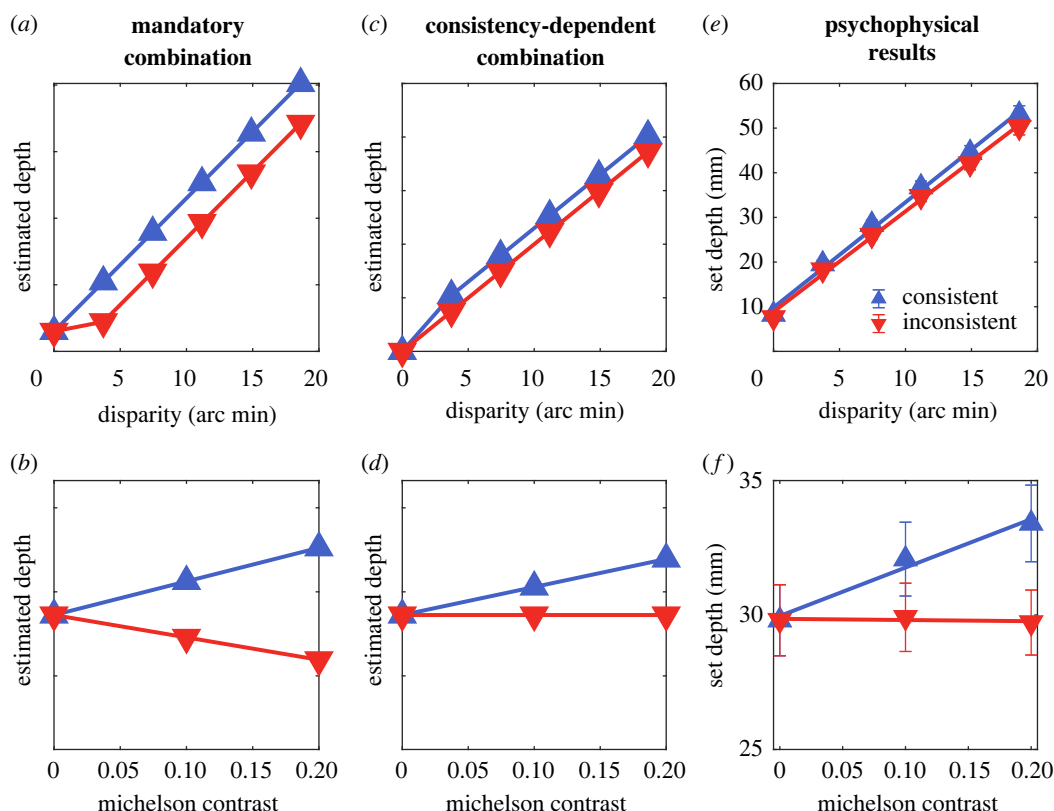 (a)
mandatory
combination
estimated depth
0
5
10
15
20
disparity (arc min)
(c)
consistency-dependent
combination
estimated depth
0
5
10
15
20
disparity (arc min)
(e)
psychophysical
results
60
50
40
30
20
10
set depth (mm)
consistent
inconsistent
0
5
10
15
20
disparity (arc min)
(b)
estimated depth
0
0.05
0.10
0.15
0.20
michelson contrast
(d)
estimated depth
0
0.05
0.10
0.15
0.20
michelson contrast
(f)
35
30
25
set depth (mm)
0
0.05
0.10
0.15
0.20
michelson contrast